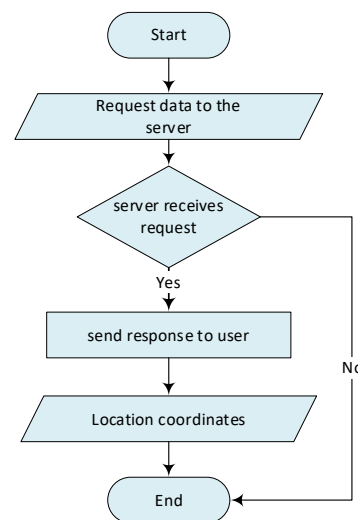 Start
Request data to the
server
server receives
request
Yes
send response to user
No
Location coordinates
End